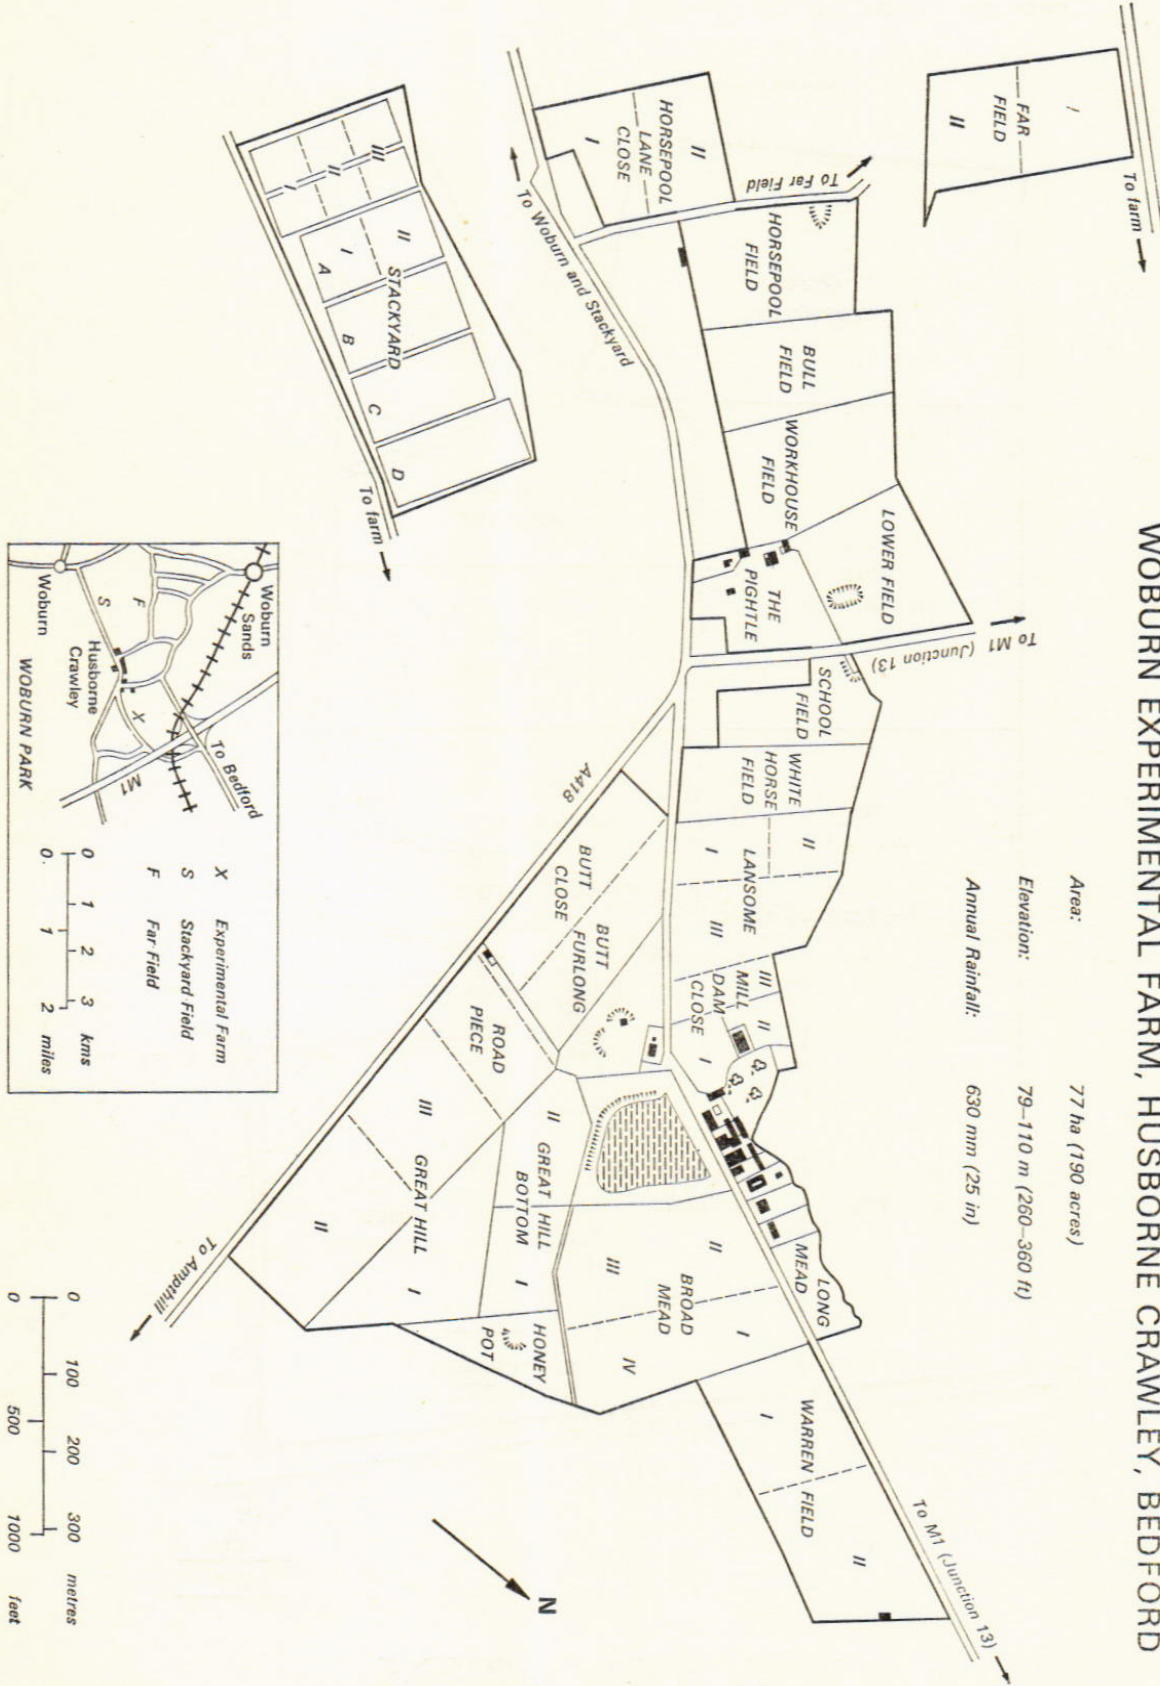 WOBURN EXPERIMENTAL FARM, HUSBORNE CRAWLEY, BEDFORD
Area: 77 ha (190 acres)
Elevation: 79–110 m (260–360 ft)
Annual Rainfall: 630 mm (25 in)
To farm
I
FAR
FIELD
II
To Far Field
HORSEPOOL
LANE
CLOSE
I
II
HORSEPOOL
FIELD
BULL
FIELD
WORKHOUSE
FIELD
LOWER FIELD
THE
PIGHTLE
To M1 (Junction 13)
SCHOOL
FIELD
WHITE
HORSE
FIELD
II
I
LANSOME
III
III
II
MILL
DAM
CLOSE
I
LONG
MEAD
To Woburn and Stackyard
III
II
I
II
STACKYARD
I
A
B
C
D
To farm
A418
BUTT
CLOSE
BUTT
FURLONG
ROAD
PIECE
III
GREAT HILL
I
II
II
GREAT HILL
BOTTOM
I
II
III
BROAD
MEAD
I
IV
HONEY
POT
WARREN FIELD
I
II
To M1 (Junction 13)
To Ampthill
N
Woburn
Sands
To Bedford
F
S
X
Husborne
Crawley
M1
Woburn
WOBURN PARK
X Experimental Farm
S Stackyard Field
F Far Field
0 1 2 3 kms
0. 1 2 miles
0 100 200 300 metres
0 500 1000 feet